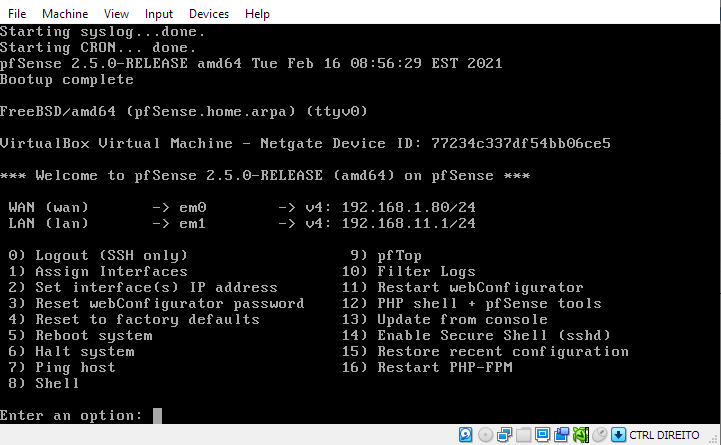 File Machine View Input Devices Help
Starting syslog...done.
Starting CRON... done.
pfSense 2.5.0-RELEASE amd64 Tue Feb 16 08:56:29 EST 2021
Bootup complete
FreeBSD/amd64 (pfSense.home.arpa) (ttyv0)
VirtualBox Virtual Machine - Netgate Device ID: 77234c337df54bb06ce5
*** Welcome to pfSense 2.5.0-RELEASE (amd64) on pfSense ***
WAN (wan) -> em0 -> v4: 192.168.1.80/24
LAN (lan) -> em1 -> v4: 192.168.11.1/24
0) Logout (SSH only) 9) pfTop
1) Assign Interfaces 10) Filter Logs
2) Set interface(s) IP address 11) Restart webConfigurator
3) Reset webConfigurator password 12) PHP shell + pfSense tools
4) Reset to factory defaults 13) Update from console
5) Reboot system 14) Enable Secure Shell (sshd)
6) Halt system 15) Restore recent configuration
7) Ping host 16) Restart PHP-FPM
8) Shell
Enter an option:
CTRL DIREITO